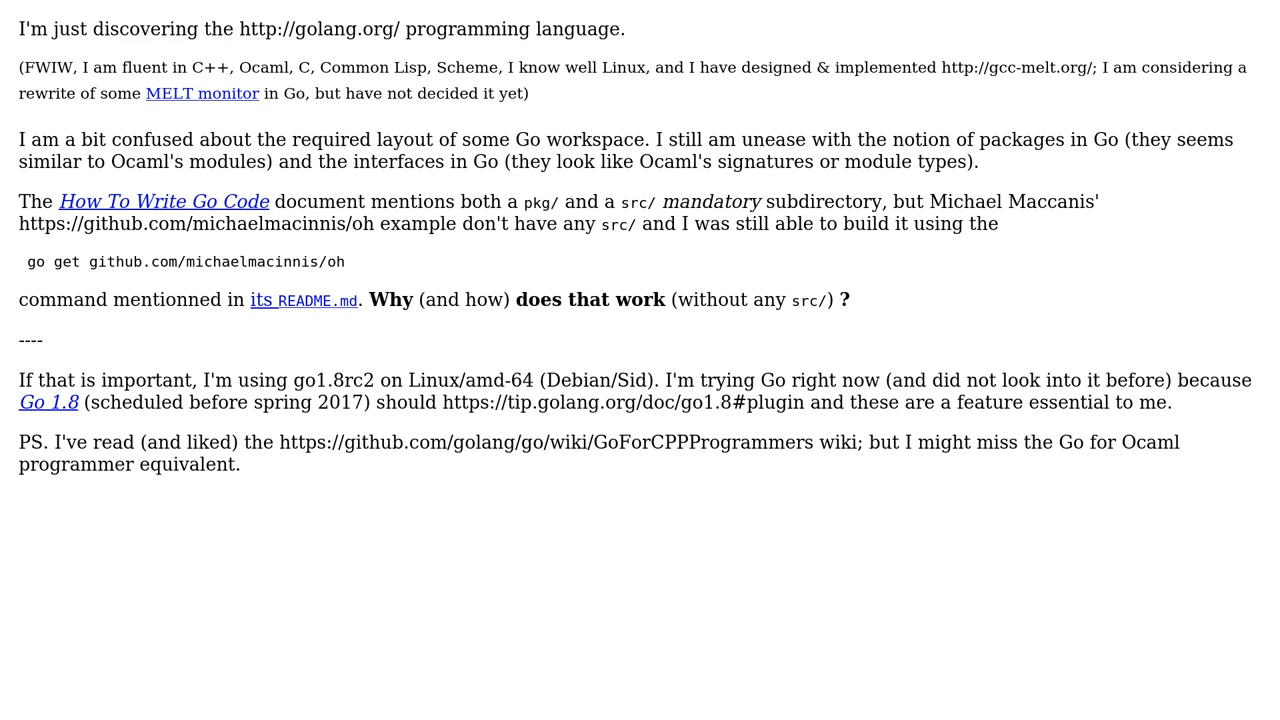 I'm just discovering the http://golang.org/ programming language.
(FWIW, I am fluent in C++, Ocaml, C, Common Lisp, Scheme, I know well Linux, and I have designed & implemented http://gcc-melt.org/; I am considering a
rewrite of some MELT monitor in Go, but have not decided it yet)
I am a bit confused about the required layout of some Go workspace. I still am unease with the notion of packages in Go (they seems
similar to Ocaml's modules) and the interfaces in Go (they look like Ocaml's signatures or module types).
The How To Write Go Code document mentions both a pkg/ and a src/ mandatory subdirectory, but Michael Maccanis'
https://github.com/michaelmacinnis/oh example don't have any src/ and I was still able to build it using the
go get github.com/michaelmacinnis/oh
command mentionned in its README.md. Why (and how) does that work (without any src/) ?
----
If that is important, I'm using go1.8rc2 on Linux/amd-64 (Debian/Sid). I'm trying Go right now (and did not look into it before) because
Go 1.8 (scheduled before spring 2017) should https://tip.golang.org/doc/go1.8#plugin and these are a feature essential to me.
PS. I've read (and liked) the https://github.com/golang/go/wiki/GoForCPPProgrammers wiki; but I might miss the Go for Ocaml
programmer equivalent.